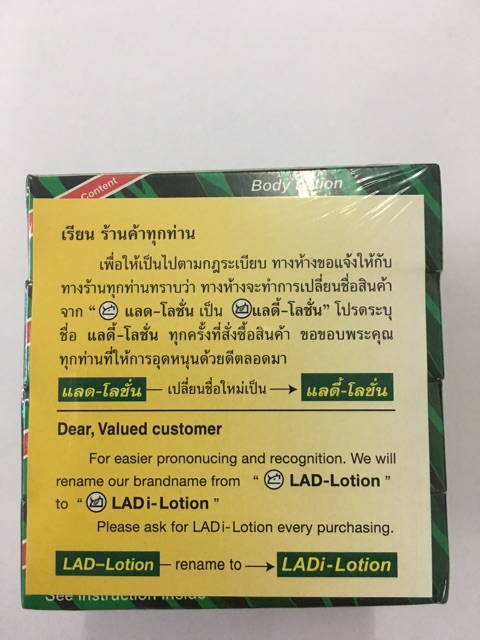 Content
Body Lotion
เรียน ร้านค้าทุกท่าน
เพื่อให้เป็นไปตามกฎระเบียบ ทางห้างขอแจ้งให้กับ
ทางร้านทุกท่านทราบว่า ทางห้างจะทำการเปลี่ยนชื่อสินค้า
จาก “ แลด-โลชั่น เป็น แลดี้-โลชั่น” โปรดระบุ
ชื่อ แลดี้-โลชั่น ทุกครั้งที่สั่งซื้อสินค้า ขอขอบพระคุณ
ทุกท่านที่ให้การอุดหนุนด้วยดีตลอดมา
แลด-โลชั่น เปลี่ยนชื่อใหม่เป็น แลดี้-โลชั่น
Dear, Valued customer
For easier prononucing and recognition. We will
rename our brandname from “ LAD-Lotion ”
to “ LADi-Lotion ”
Please ask for LADi-Lotion every purchasing.
LAD–Lotion rename to LADi-Lotion
See Instruction Inside